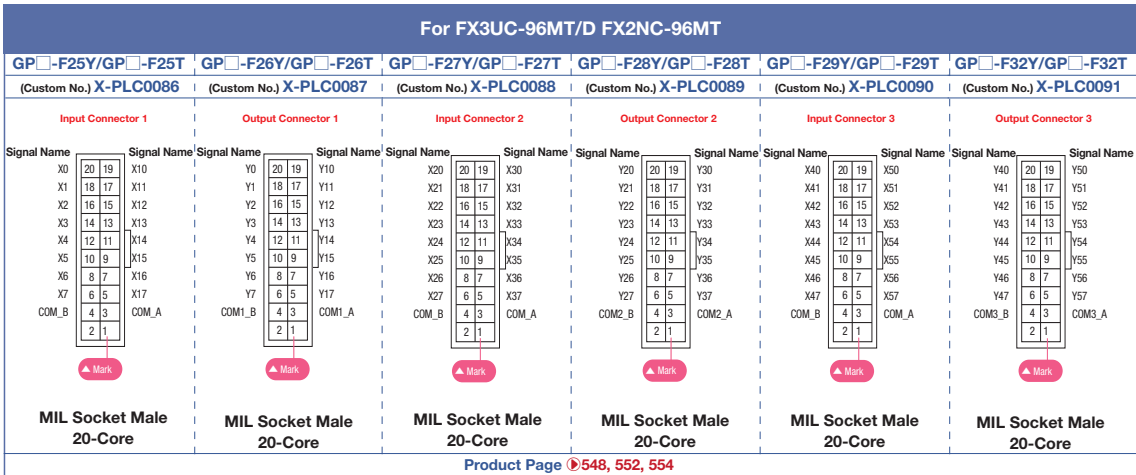 For FX3UC-96MT/D FX2NC-96MT
GP□-F25Y/GP□-F25T GP□-F26Y/GP□-F26T GP□-F27Y/GP□-F27T GP□-F28Y/GP□-F28T GP□-F29Y/GP□-F29T GP□-F32Y/GP□-F32T
(Custom No.) X-PLC0086 (Custom No.) X-PLC0087 (Custom No.) X-PLC0088 (Custom No.) X-PLC0089 (Custom No.) X-PLC0090 (Custom No.) X-PLC0091
Input Connector 1 Output Connector 1 Input Connector 2 Output Connector 2 Input Connector 3 Output Connector 3
Signal Name Signal Name Signal Name Signal Name Signal Name Signal Name Signal Name Signal Name Signal Name Signal Name Signal Name Signal Name
X0 20 19 X10 Y0 20 19 Y10 X20 20 19 X30 Y20 20 19 Y30 X40 20 19 X50 Y40 20 19 Y50
X1 18 17 X11 Y1 18 17 Y11 X21 18 17 X31 Y21 18 17 Y31 X41 18 17 X51 Y41 18 17 Y51
X2 16 15 X12 Y2 16 15 Y12 X22 16 15 X32 Y22 16 15 Y32 X42 16 15 X52 Y42 16 15 Y52
X3 14 13 X13 Y3 14 13 Y13 X23 14 13 X33 Y23 14 13 Y33 X43 14 13 X53 Y43 14 13 Y53
X4 12 11 X14 Y4 12 11 Y14 X24 12 11 X34 Y24 12 11 Y34 X44 12 11 X54 Y44 12 11 Y54
X5 10 9 X15 Y5 10 9 Y15 X25 10 9 X35 Y25 10 9 Y35 X45 10 9 X55 Y45 10 9 Y55
X6 8 7 X16 Y6 8 7 Y16 X26 8 7 X36 Y26 8 7 Y36 X46 8 7 X56 Y46 8 7 Y56
X7 6 5 X17 Y7 6 5 Y17 X27 6 5 X37 Y27 6 5 Y37 X47 6 5 X57 Y47 6 5 Y57
COM_B 4 3 COM_A COM1_B 4 3 COM1_A COM_B 4 3 COM_A COM2_B 4 3 COM2_A COM_B 4 3 COM_A COM3_B 4 3 COM3_A
2 1 2 1 2 1 2 1 2 1 2 1
▲ Mark ▲ Mark ▲ Mark ▲ Mark ▲ Mark ▲ Mark
MIL Socket Male MIL Socket Male MIL Socket Male MIL Socket Male MIL Socket Male MIL Socket Male
20-Core 20-Core 20-Core 20-Core 20-Core 20-Core
Product Page 548, 552, 554